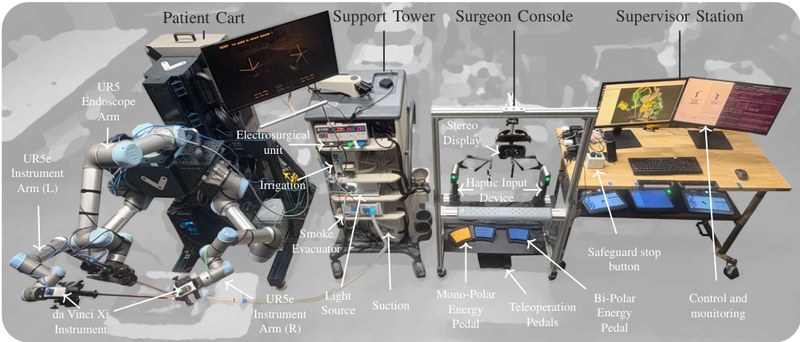 Patient Cart
Support Tower
Surgeon Console
Supervisor Station
UR5
Endoscope
Arm
UR5e
Instrument
Arm (L)
Electrosurgical
unit
Irrigation
Smoke
Evacuator
da Vinci Xi
Instrument
UR5e
Instrument
Arm (R)
Light
Source
Suction
Stereo
Display
Haptic Input
Device
Mono-Polar
Energy
Pedal
Teleoperation
Pedals
Bi-Polar
Energy
Pedal
Safeguard stop
button
Control and
monitoring